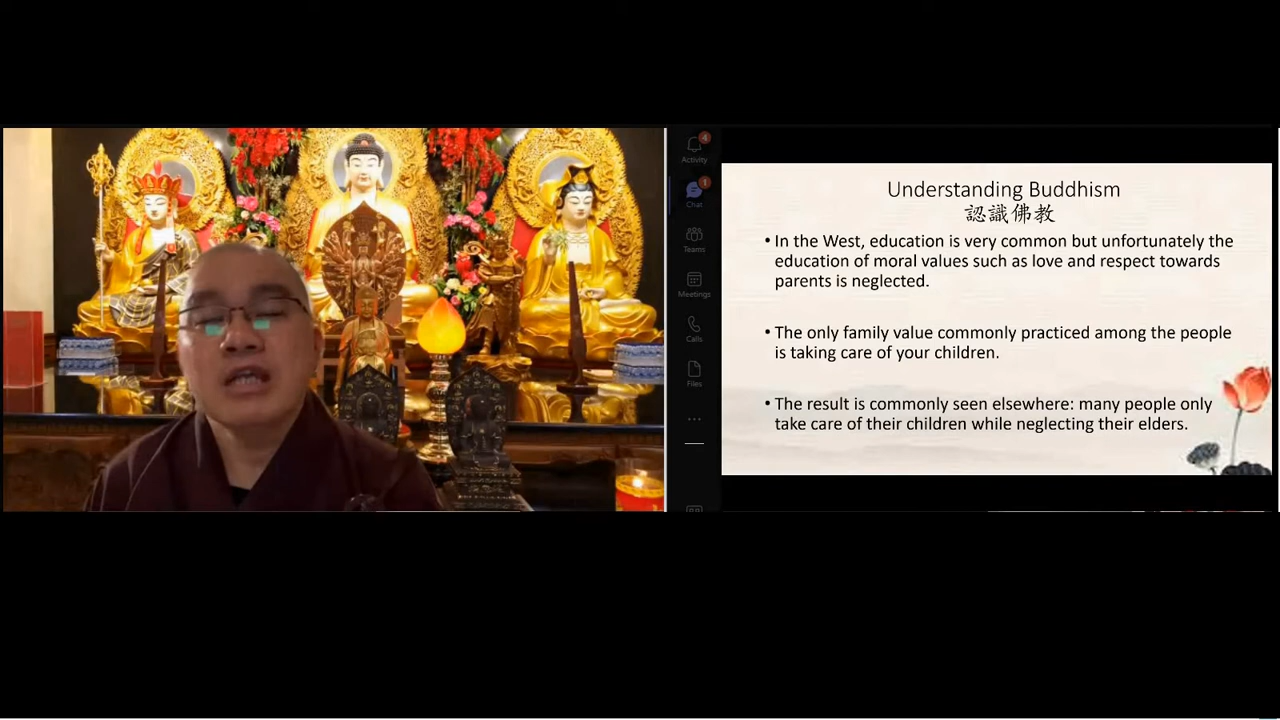 Activity
Chat
Teams
Meetings
Calls
Files
4
1
Understanding Buddhism
認識佛教
• In the West, education is very common but unfortunately the
education of moral values such as love and respect towards
parents is neglected.
• The only family value commonly practiced among the people
is taking care of your children.
• The result is commonly seen elsewhere: many people only
take care of their children while neglecting their elders.